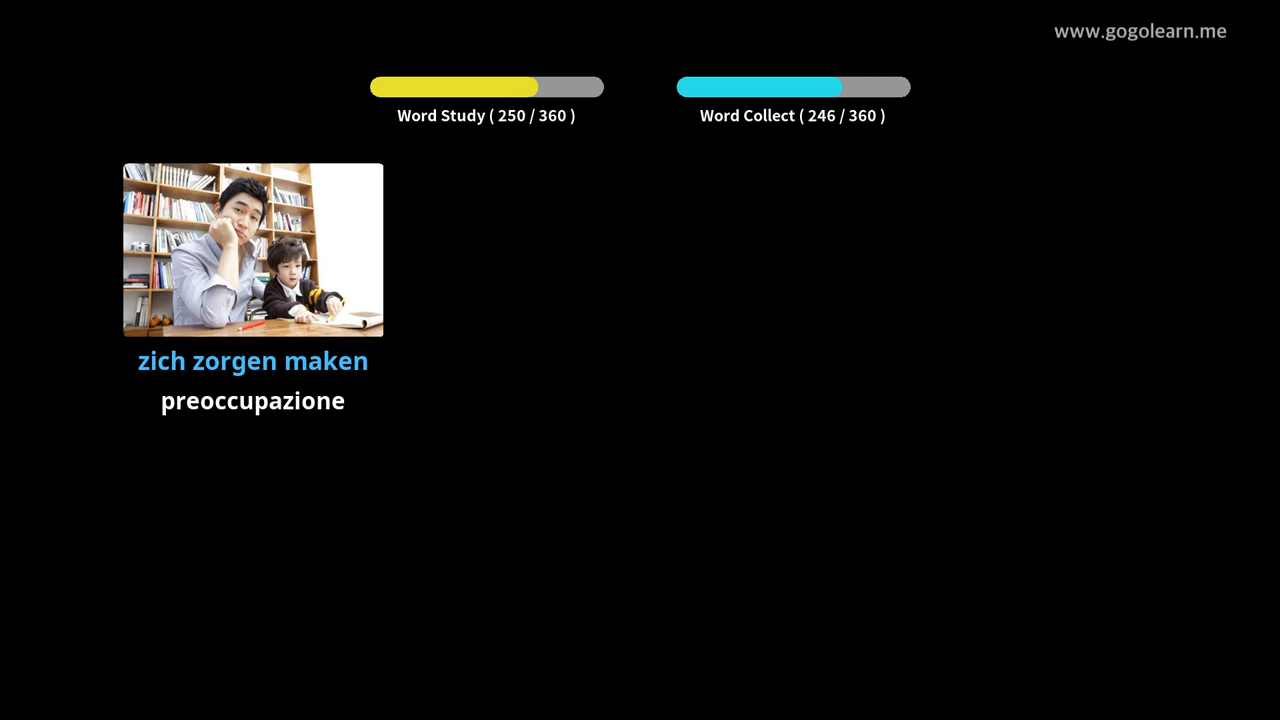 www.gogolearn.me
Word Study ( 250 / 360 )
Word Collect ( 246 / 360 )
zich zorgen maken
preoccupazione